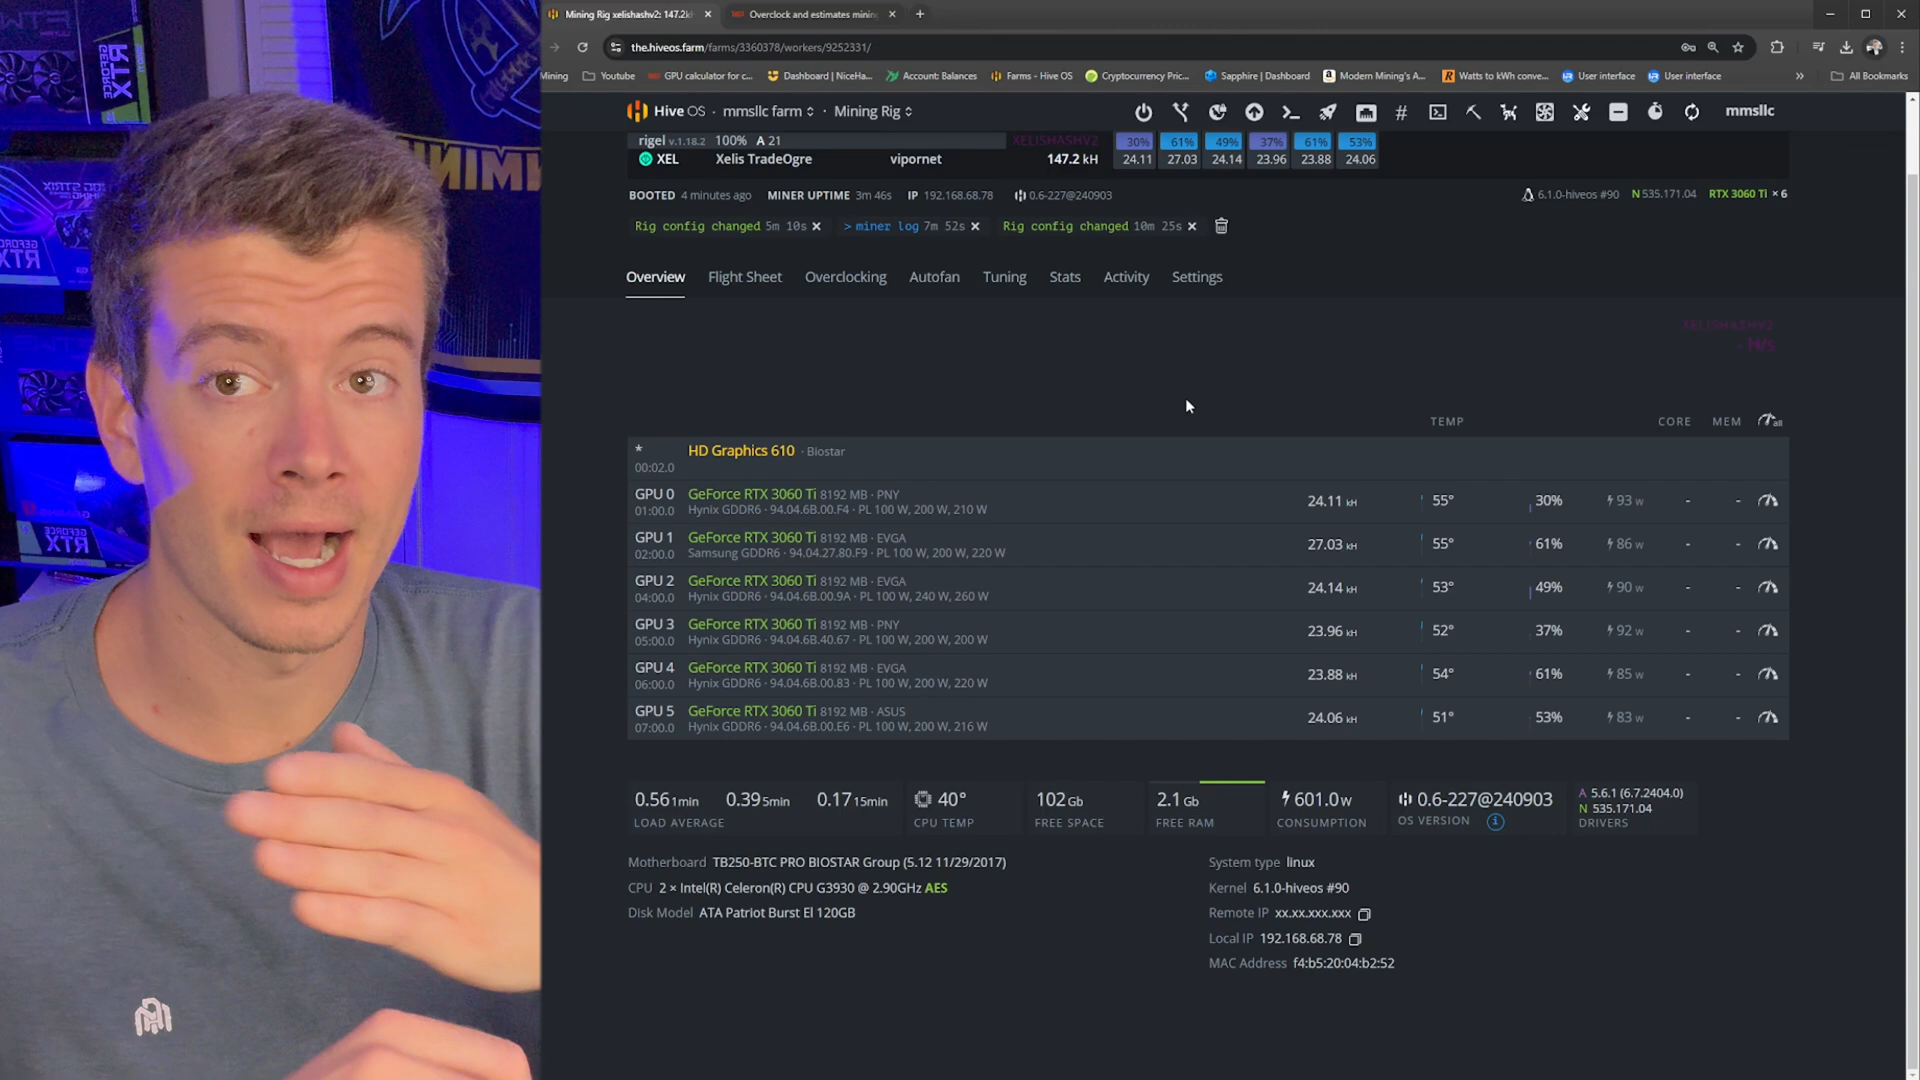 Mining Rig xelishashv2: 147.2kH
Overclock and estimates mining
the.hiveos.farm/farms/3360378/workers/9252331/
Mining
Youtube
GPU calculator for c...
Dashboard | NiceHa...
Account: Balances
Farms - Hive OS
Cryptocurrency Pric...
Sapphire | Dashboard
Modern Mining's A...
Watts to kWh conve...
User interface
User interface
»
All Bookmarks
Hive OS · mmsllc farm · Mining Rig
mmsllc
rigel v.1.18.2 100% A 21 XELISHASHV2 30% 61% 49% 37% 61% 53%
XEL Xelis TradeOgre vipornet 147.2 kH 24.11 27.03 24.14 23.96 23.88 24.06
BOOTED 4 minutes ago MINER UPTIME 3m 46s IP 192.168.68.78 0.6-227@240903 6.1.0-hiveos #90 N 535.171.04 RTX 3060 Ti × 6
Rig config changed 5m 10s × > miner log 7m 52s × Rig config changed 10m 25s ×
Overview Flight Sheet Overclocking Autofan Tuning Stats Activity Settings
XELISHASHV2
- H/s
TEMP CORE MEM all
* HD Graphics 610 · Biostar
00:02.0
GPU 0 GeForce RTX 3060 Ti 8192 MB · PNY 24.11 kH 55° 30% 93 W - -
01:00.0 Hynix GDDR6 · 94.04.6B.00.F4 · PL 100 W, 200 W, 210 W
GPU 1 GeForce RTX 3060 Ti 8192 MB · EVGA 27.03 kH 55° 61% 86 W - -
02:00.0 Samsung GDDR6 · 94.04.27.80.F9 · PL 100 W, 200 W, 220 W
GPU 2 GeForce RTX 3060 Ti 8192 MB · EVGA 24.14 kH 53° 49% 90 W - -
04:00.0 Hynix GDDR6 · 94.04.6B.00.9A · PL 100 W, 240 W, 260 W
GPU 3 GeForce RTX 3060 Ti 8192 MB · PNY 23.96 kH 52° 37% 92 W - -
05:00.0 Hynix GDDR6 · 94.04.6B.40.67 · PL 100 W, 200 W, 200 W
GPU 4 GeForce RTX 3060 Ti 8192 MB · EVGA 23.88 kH 54° 61% 85 W - -
06:00.0 Hynix GDDR6 · 94.04.6B.00.83 · PL 100 W, 200 W, 220 W
GPU 5 GeForce RTX 3060 Ti 8192 MB · ASUS 24.06 kH 51° 53% 83 W - -
07:00.0 Hynix GDDR6 · 94.04.6B.00.E6 · PL 100 W, 200 W, 216 W
0.56 1min 0.39 5min 0.17 15min
LOAD AVERAGE
40°
CPU TEMP
102 Gb
FREE SPACE
2.1 Gb
FREE RAM
601.0 W
CONSUMPTION
0.6-227@240903
OS VERSION
A 5.6.1 (6.7.2404.0)
N 535.171.04
DRIVERS
Motherboard TB250-BTC PRO BIOSTAR Group (5.12 11/29/2017)
CPU 2 × Intel(R) Celeron(R) CPU G3930 @ 2.90GHz AES
Disk Model ATA Patriot Burst El 120GB
System type linux
Kernel 6.1.0-hiveos #90
Remote IP xx.xx.xxx.xxx
Local IP 192.168.68.78
MAC Address f4:b5:20:04:b2:52
GEFORCE
RTX
MINIM
ROG STRIX
GEFORCE
RTX
GEFORCE
RTX